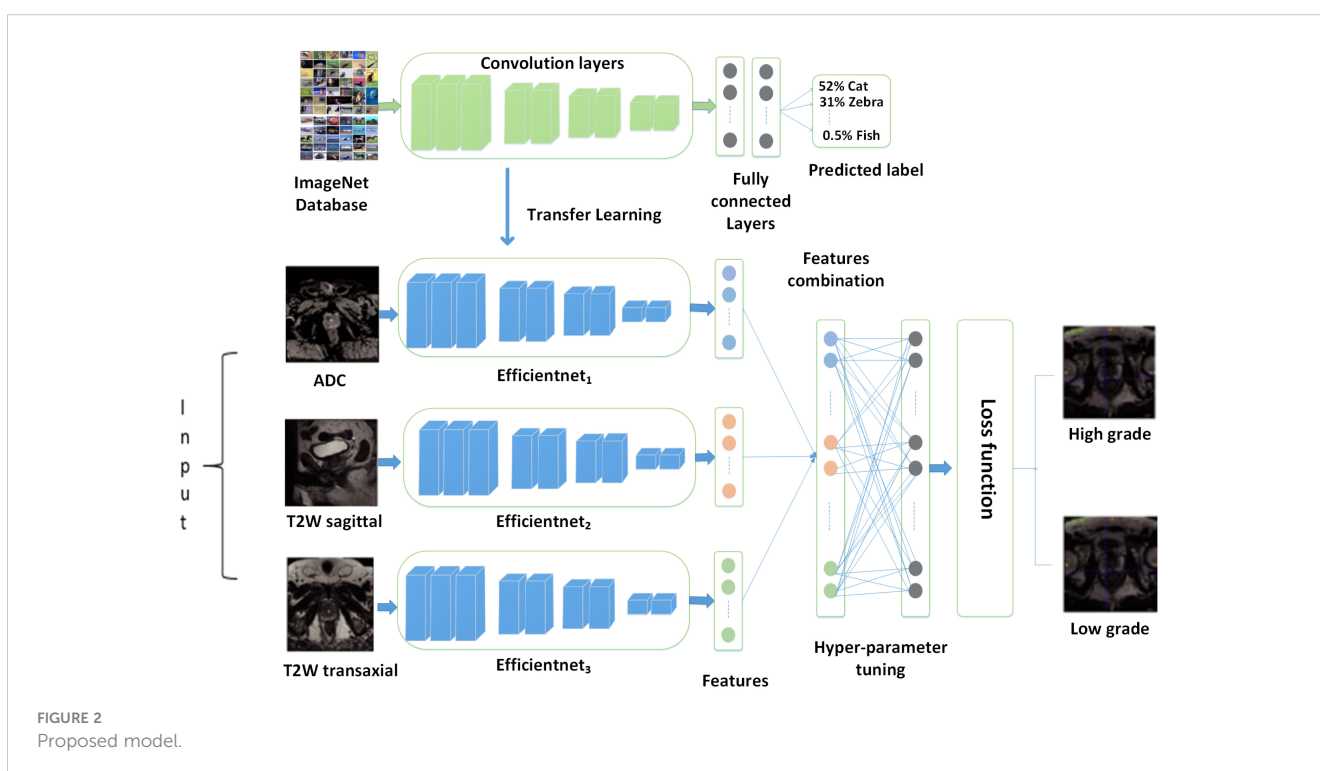 Convolution layers
52% Cat
31% Zebra
0.5% Fish
ImageNet
Database
Predicted label
Fully
connected
Layers
Transfer Learning
Features
combination
ADC
Efficientnet1
Input
T2W sagittal
Efficientnet2
T2W transaxial
Efficientnet3
Features
Hyper-parameter
tuning
Loss function
High grade
Low grade
FIGURE 2
Proposed model.